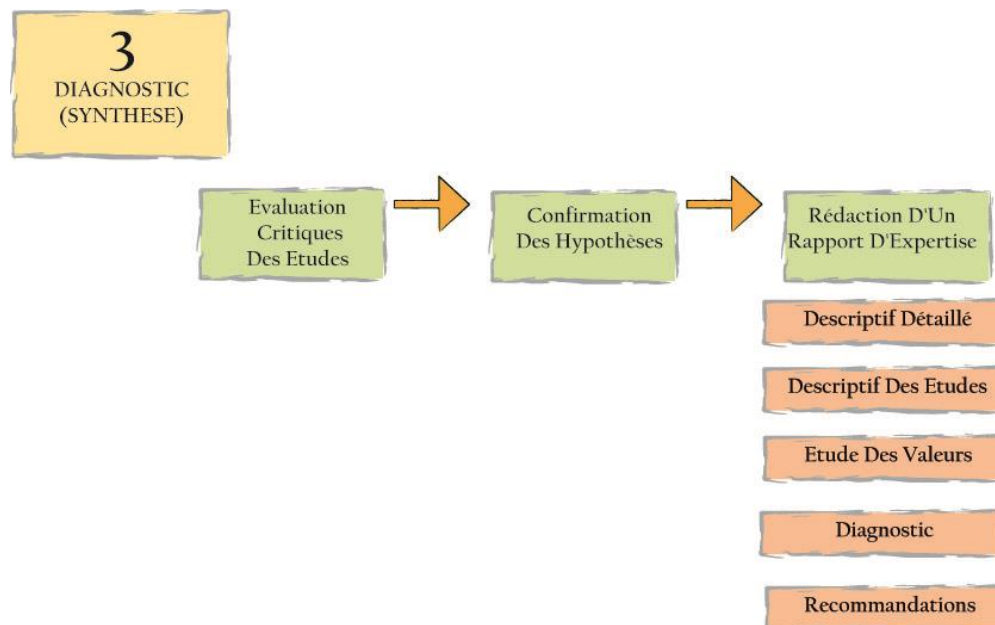 3
DIAGNOSTIC
(SYNTHESE)
Evaluation
Critiques
Des Etudes
Confirmation
Des Hypothèses
Rédaction D'Un
Rapport D'Expertise
Descriptif Détaillé
Descriptif Des Etudes
Etude Des Valeurs
Diagnostic
Recommandations